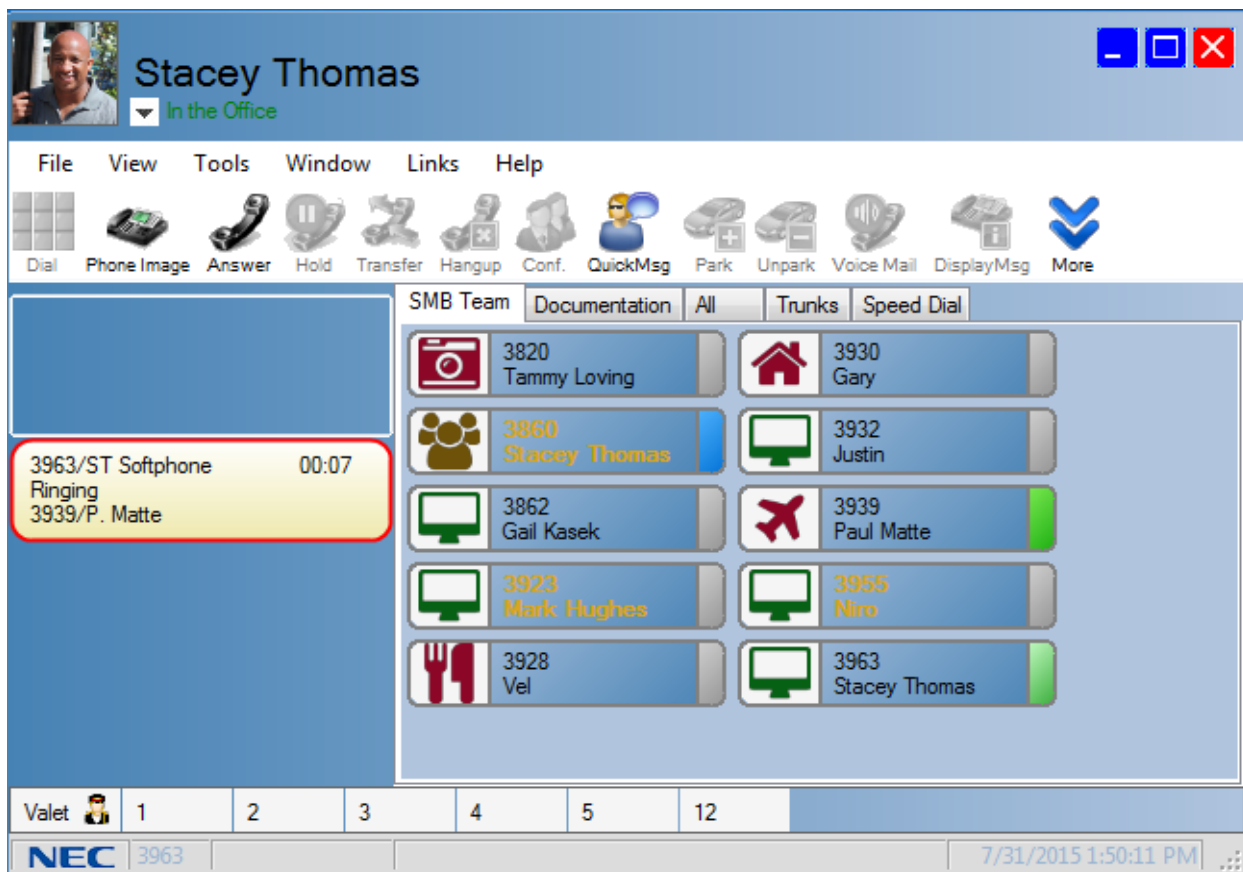 Stacey Thomas
In the Office
File View Tools Window Links Help
Dial Phone Image Answer Hold Transfer Hangup Conf. QuickMsg Park Unpark Voice Mail DisplayMsg More
SMB Team Documentation All Trunks Speed Dial
3963/ST Softphone 00:07
Ringing
3939/P. Matte
3820
Tammy Loving
3930
Gary
3860
Stacey Thomas
3932
Justin
3862
Gail Kasek
3939
Paul Matte
3923
Mark Hughes
3955
Niro
3928
Vel
3963
Stacey Thomas
Valet 1 2 3 4 5 12
NEC 3963 7/31/2015 1:50:11 PM